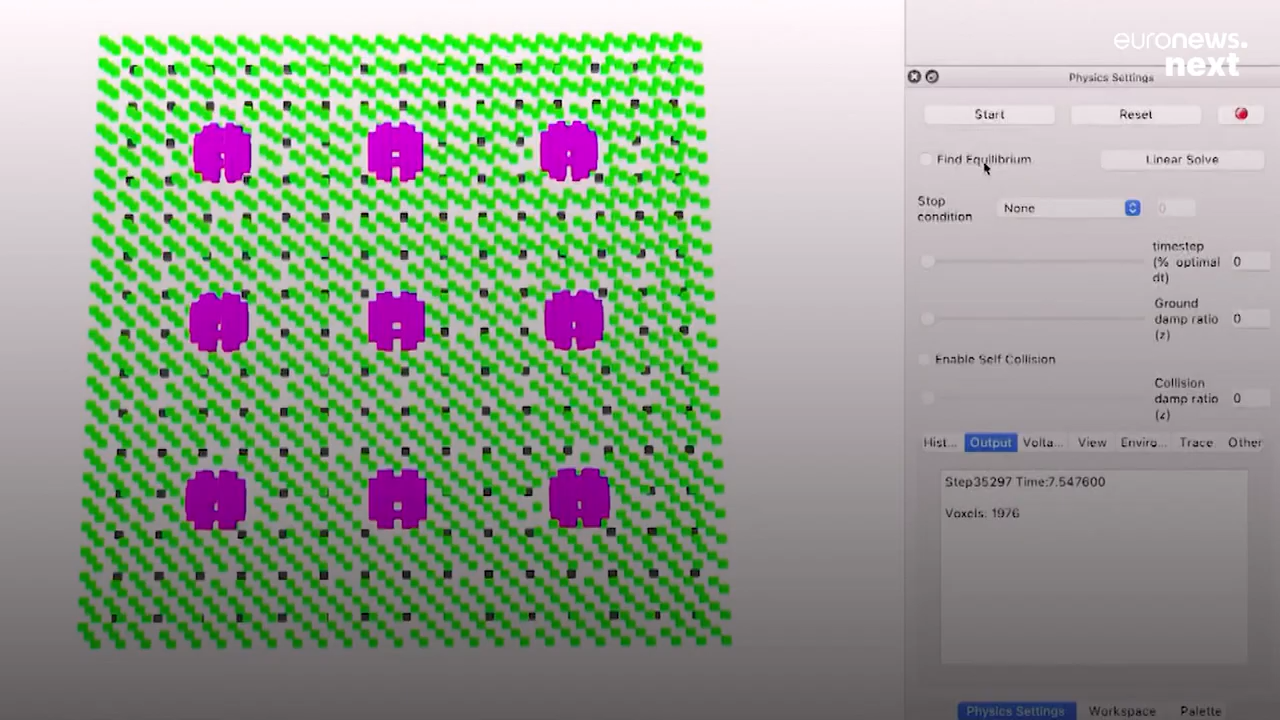 euronews.
next
Physics Settings
Start
Reset
Find Equilibrium
Linear Solve
Stop
condition
None
0
timestep
(% optimal
dt)
0
Ground
damp ratio
(z)
0
Enable Self Collision
Collision
damp ratio
(z)
0
Hist... Output Volta... View Enviro... Trace Other
Step35297 Time:7.547600
Voxels: 1976
Physics Settings Workspace Palette